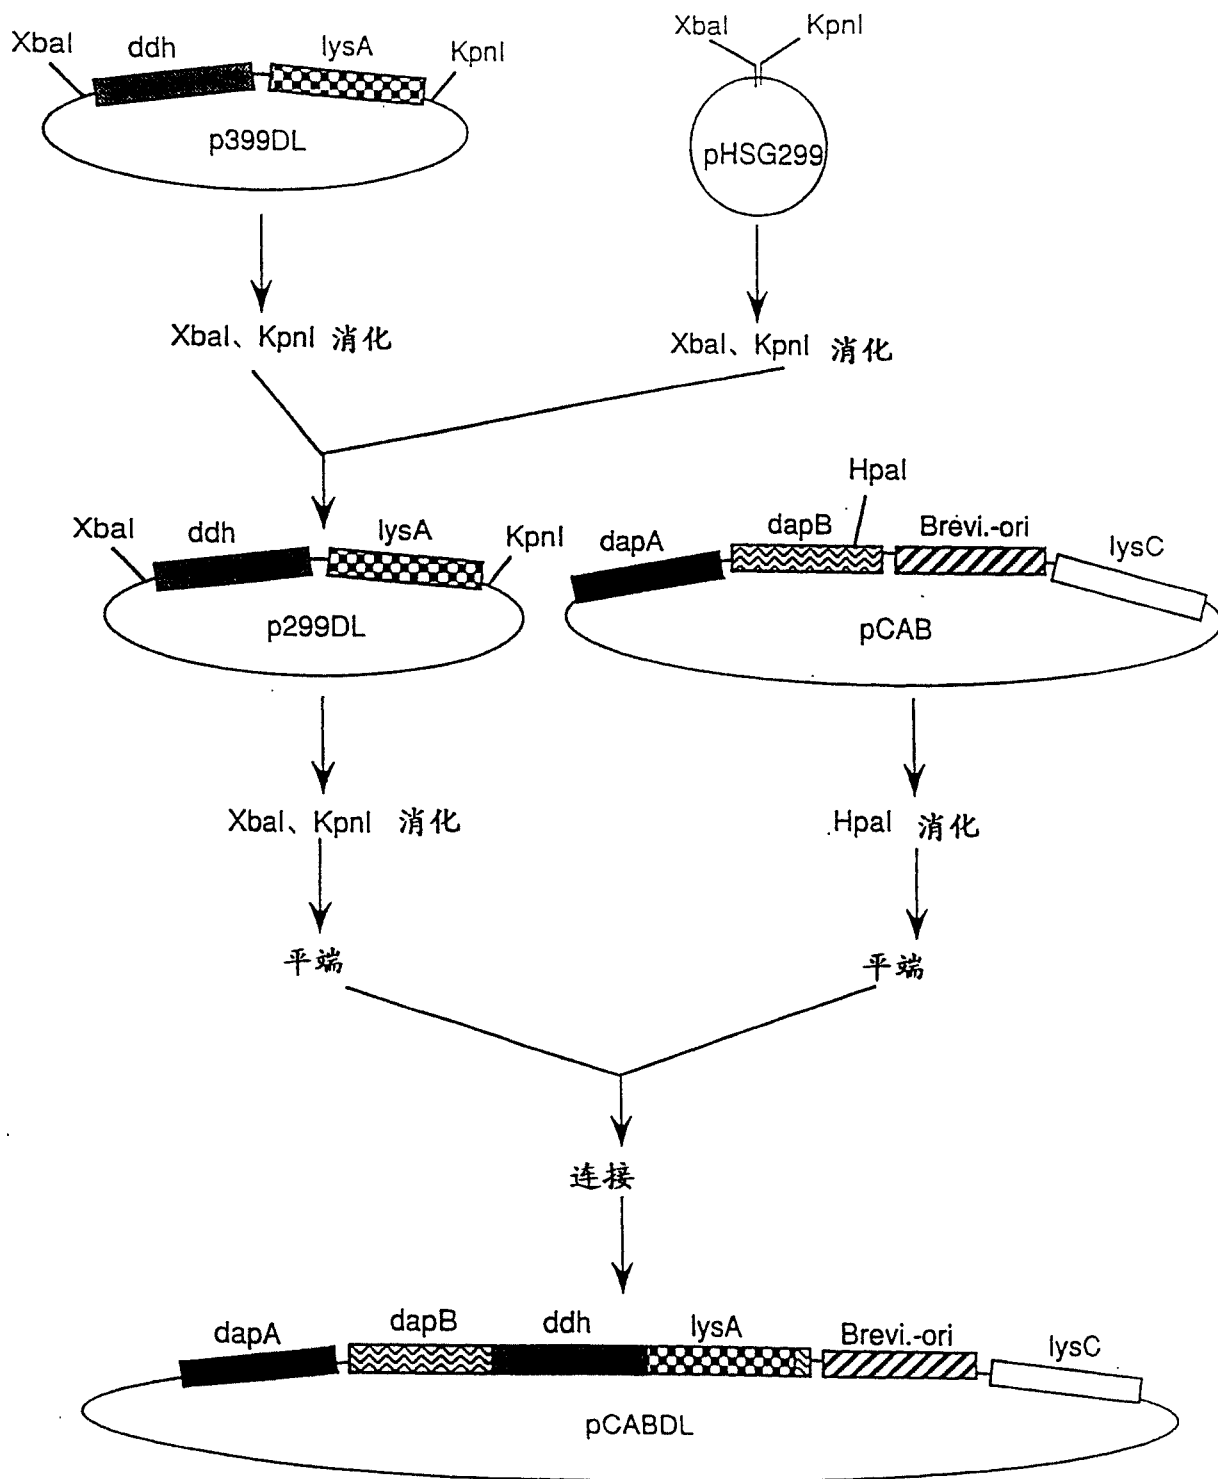 XbaI ddh lysA KpnI
p399DL
XbaI KpnI
pHSG299
XbaI、KpnI 消化
XbaI、KpnI 消化
XbaI ddh lysA KpnI
p299DL
HpaI
dapA dapB Brevi.-ori lysC
pCAB
XbaI、KpnI 消化
HpaI 消化
平端
平端
连接
dapA dapB ddh lysA Brevi.-ori lysC
pCABDL